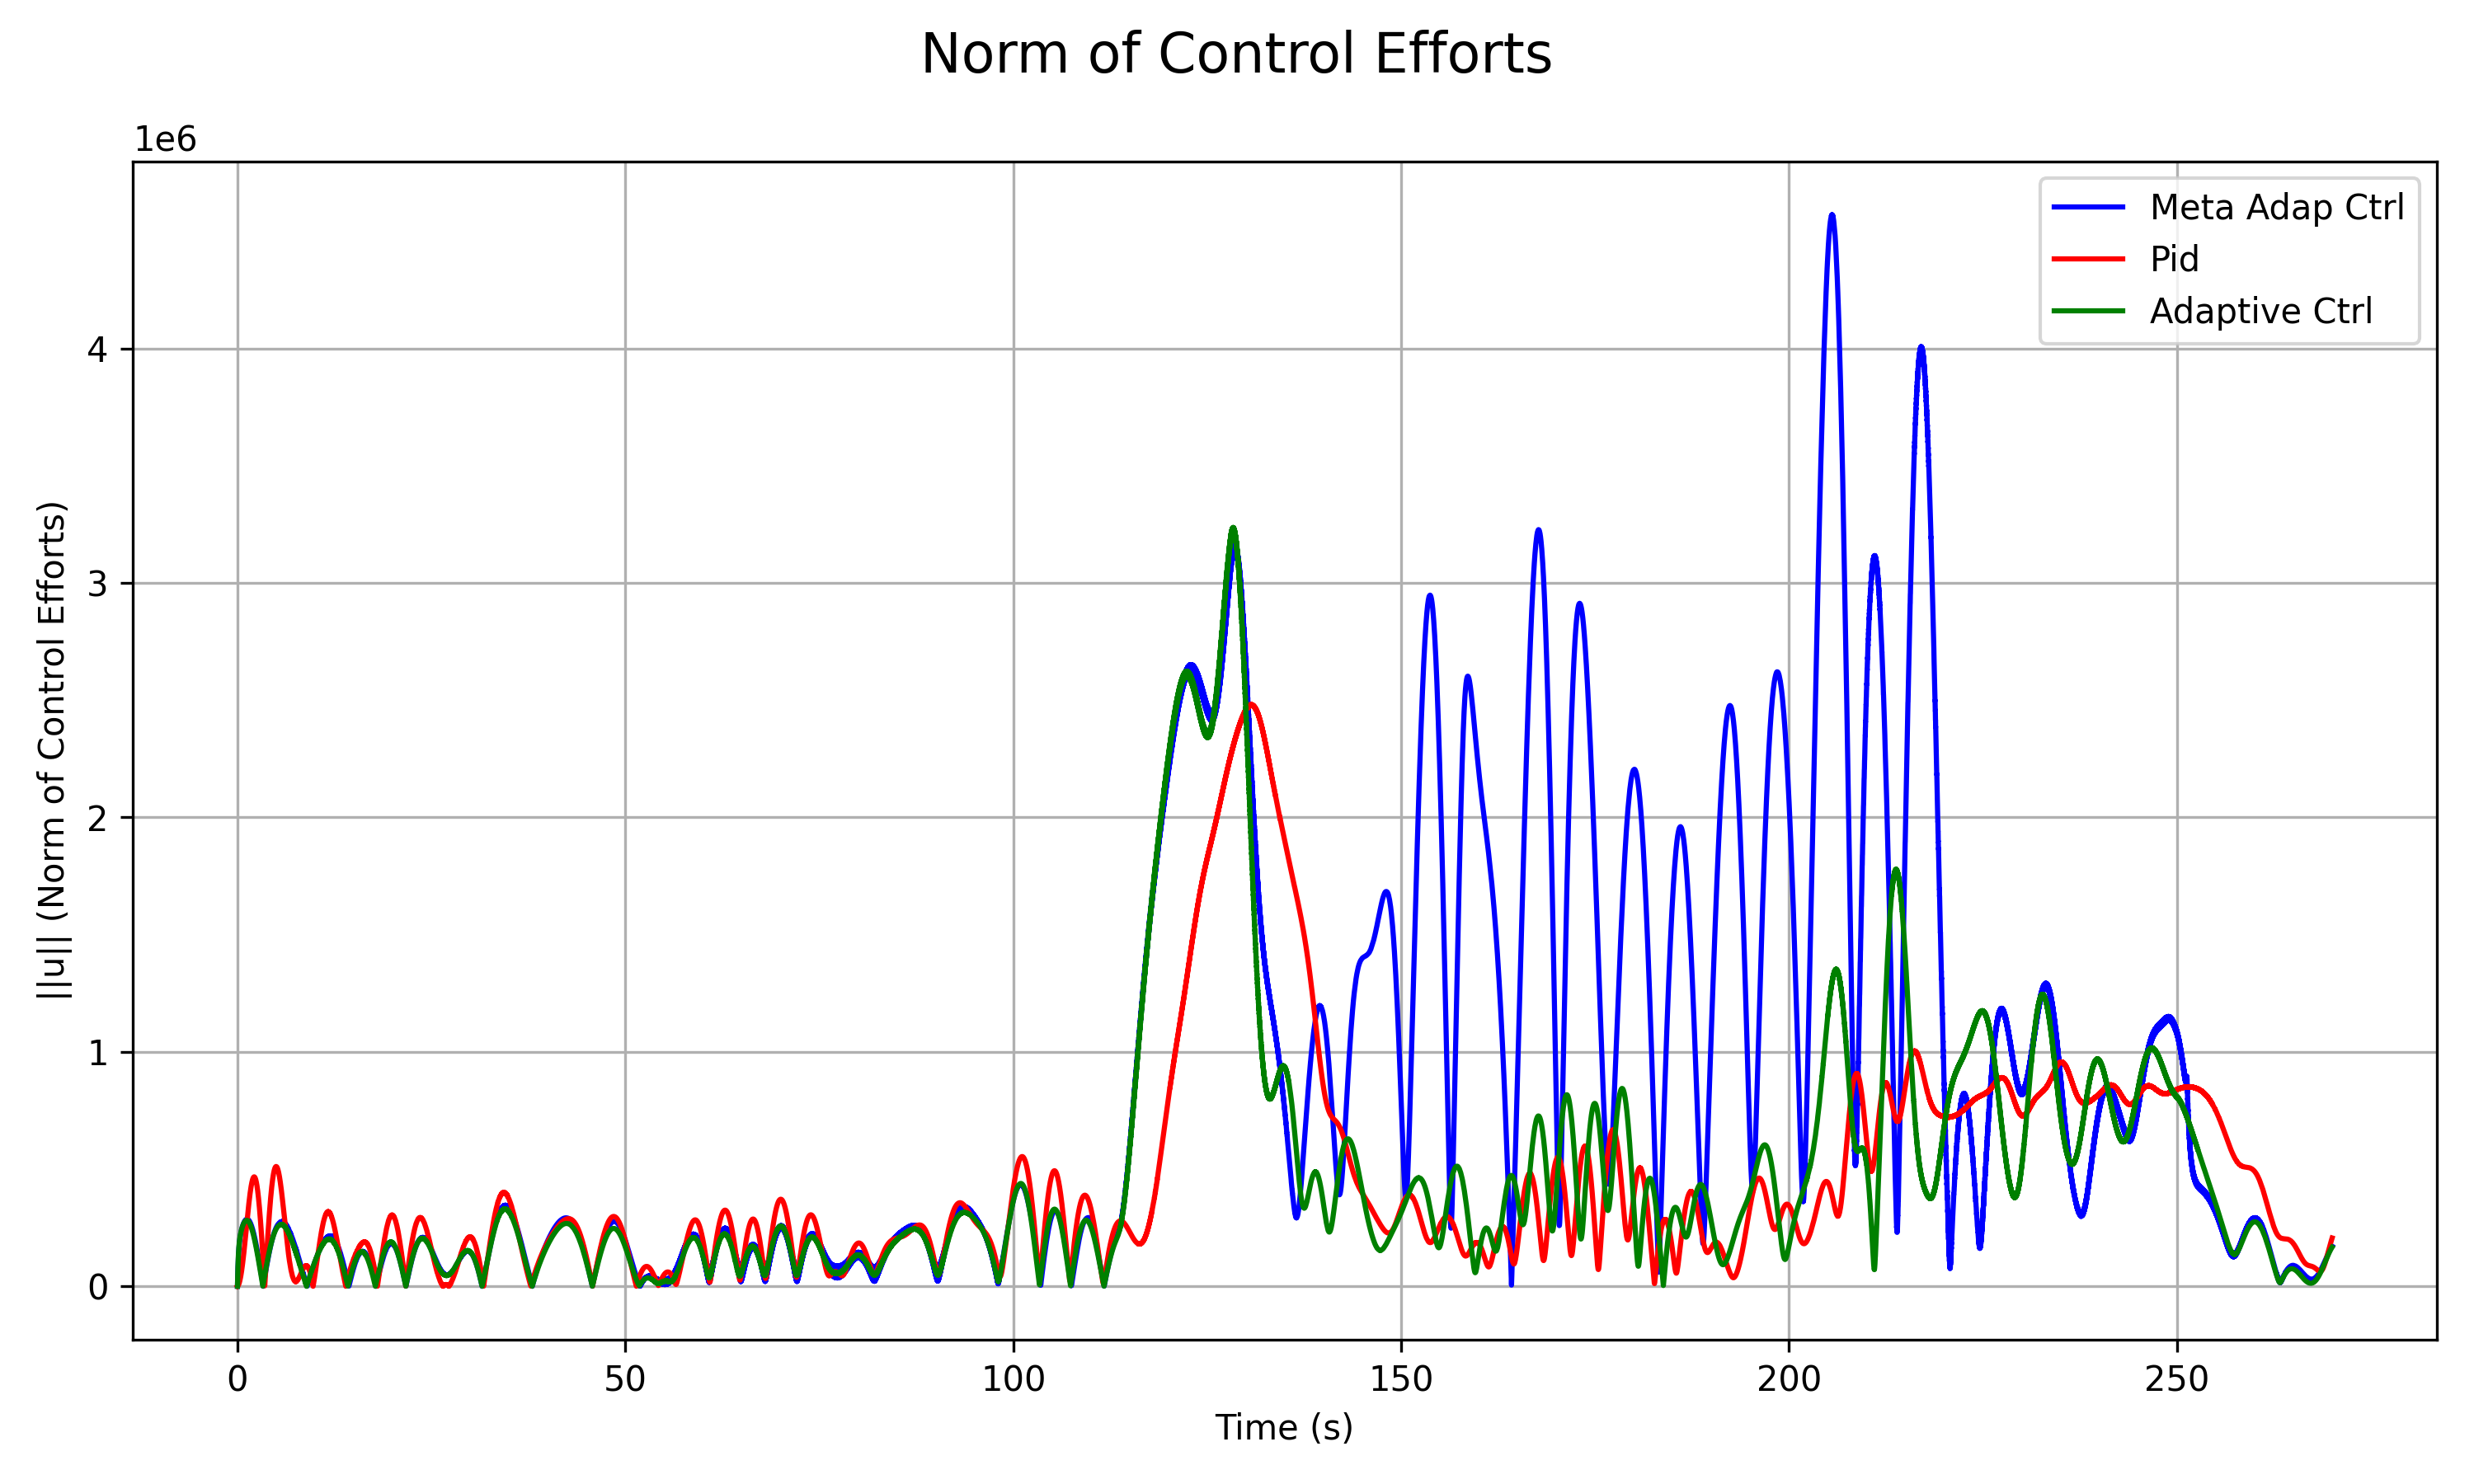 Norm of Control Efforts
1e6
Meta Adap Ctrl
Pid
Adaptive Ctrl
||u|| (Norm of Control Efforts)
4
3
2
1
0
0 50 100 150 200 250
Time (s)